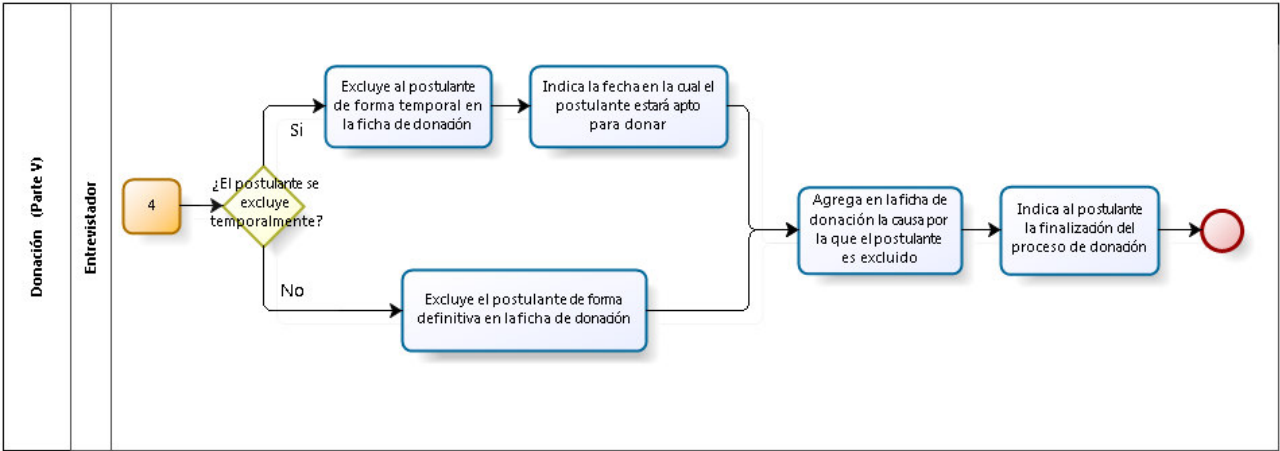 Donación (Parte V)
Entrevistador
4
¿El postulante se
excluye
temporalmente?
Si
Excluye al postulante
de forma temporal en
la ficha de donación
Indica la fecha en la cual el
postulante estará apto
para donar
No
Excluye el postulante de forma
definitiva en la ficha de donación
Agrega en la ficha de
donación la causa por
la que el postulante
es excluido
Indica al postulante
la finalización del
proceso de donación